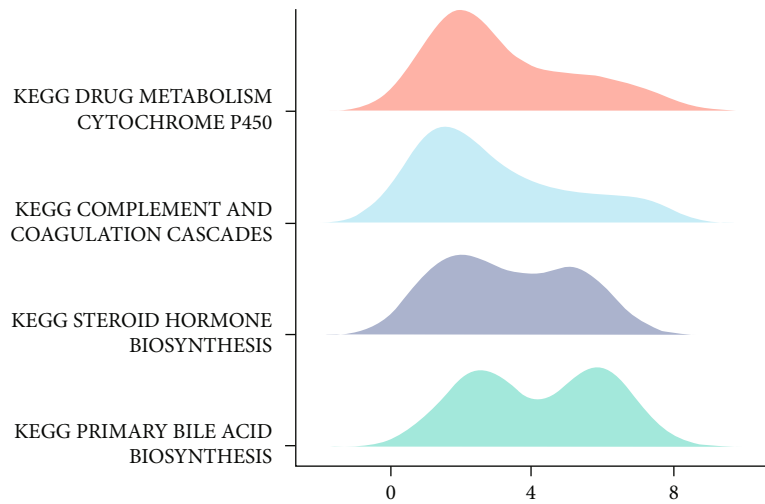 KEGG DRUG METABOLISM
CYTOCHROME P450
KEGG COMPLEMENT AND
COAGULATION CASCADES
KEGG STEROID HORMONE
BIOSYNTHESIS
KEGG PRIMARY BILE ACID
BIOSYNTHESIS
0 4 8